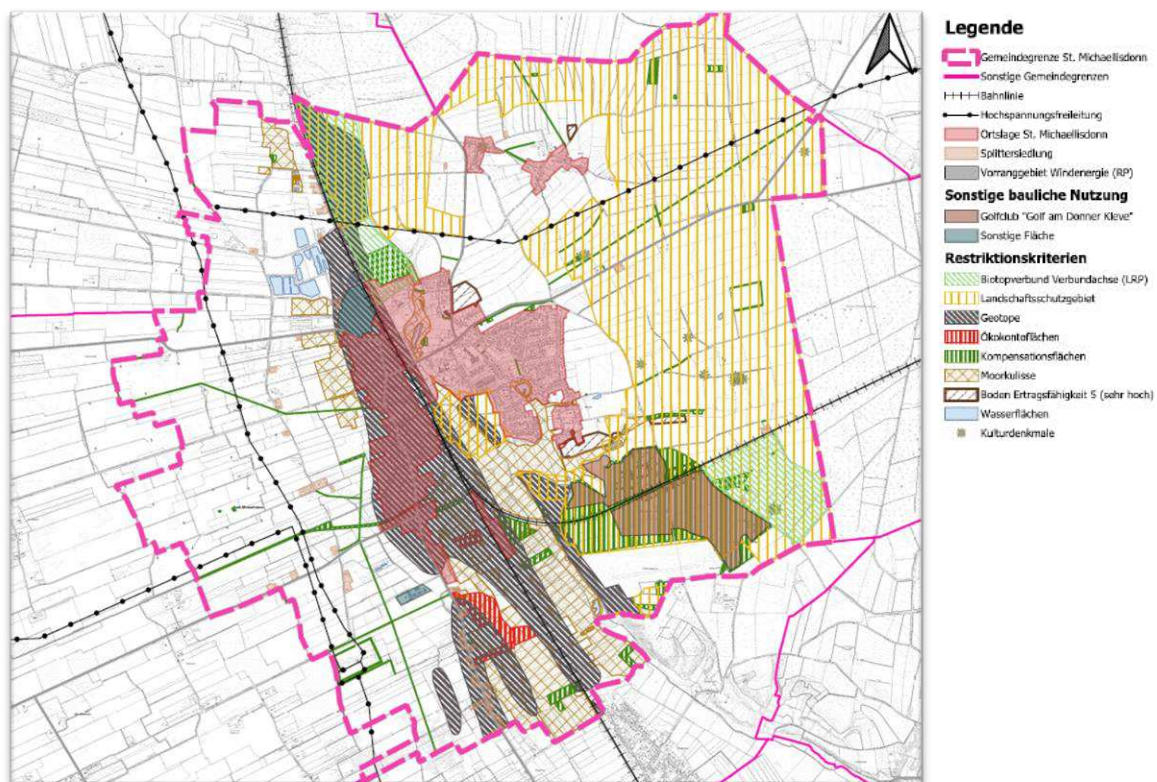 Legende
Gemeindegrenze St. Michaellisdonn
Sonstige Gemeindegrenzen
Bahnlinie
Hochspannungsfreileitung
Ortslage St. Michaellisdonn
Splittersiedlung
Vorranggebiet Windenergie (RP)
Sonstige bauliche Nutzung
Golfclub "Golf am Donner Kleve"
Sonstige Fläche
Restriktionskriterien
Biotopverbund Verbundachse (LRP)
Landschaftsschutzgebiet
Geotope
Ökokontoflächen
Kompensationsflächen
Moorkulisse
Boden Ertragsfähigkeit 5 (sehr hoch)
Wasserflächen
Kulturdenkmale